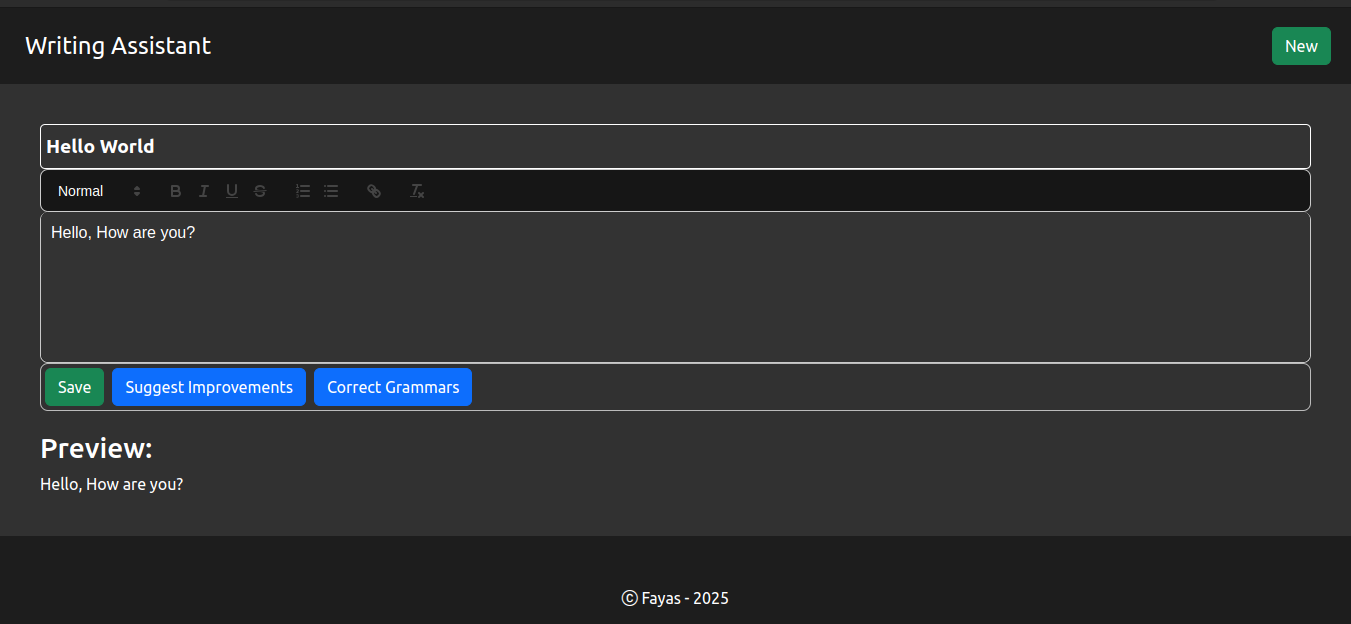 Writing Assistant
New
Hello World
Normal
Hello, How are you?
Save Suggest Improvements Correct Grammars
Preview:
Hello, How are you?
© Fayas - 2025